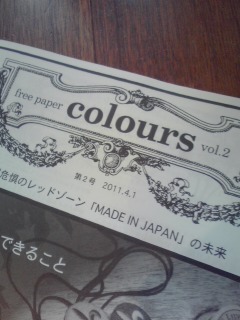 free paper colours vol.2
第2号 2011.4.1
危惧のレッドゾーン「MADE IN JAPAN」の未来
できること